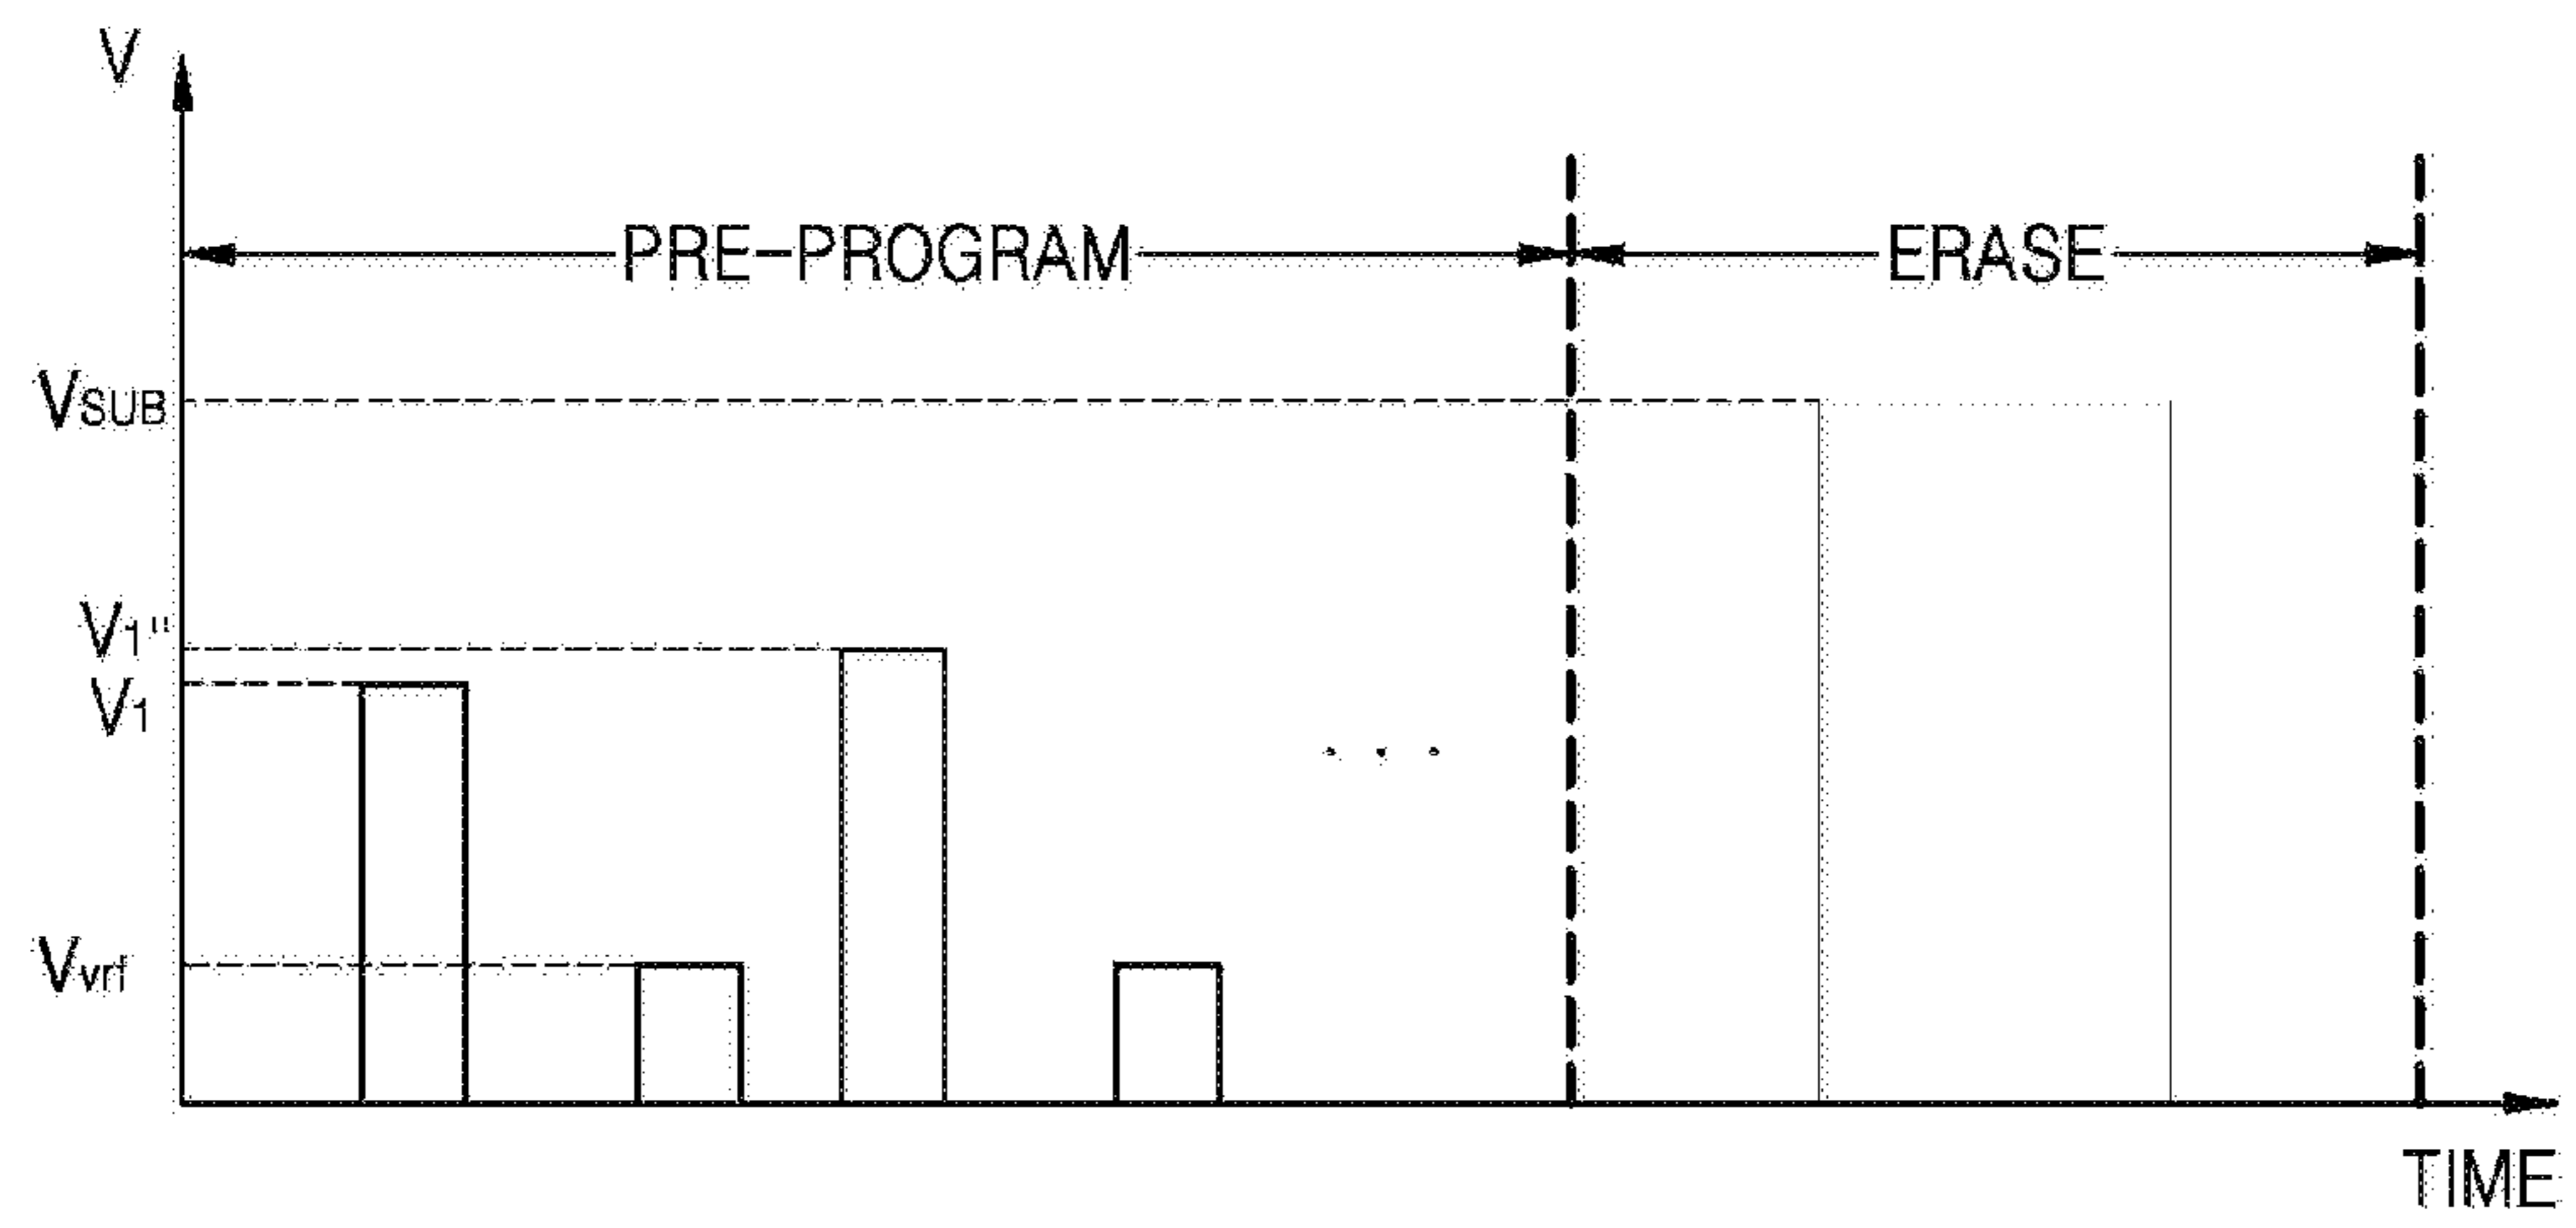 V
PRE-PROGRAM
ERASE
VSUB
V1"
V1
. . .
Vvrf
TIME